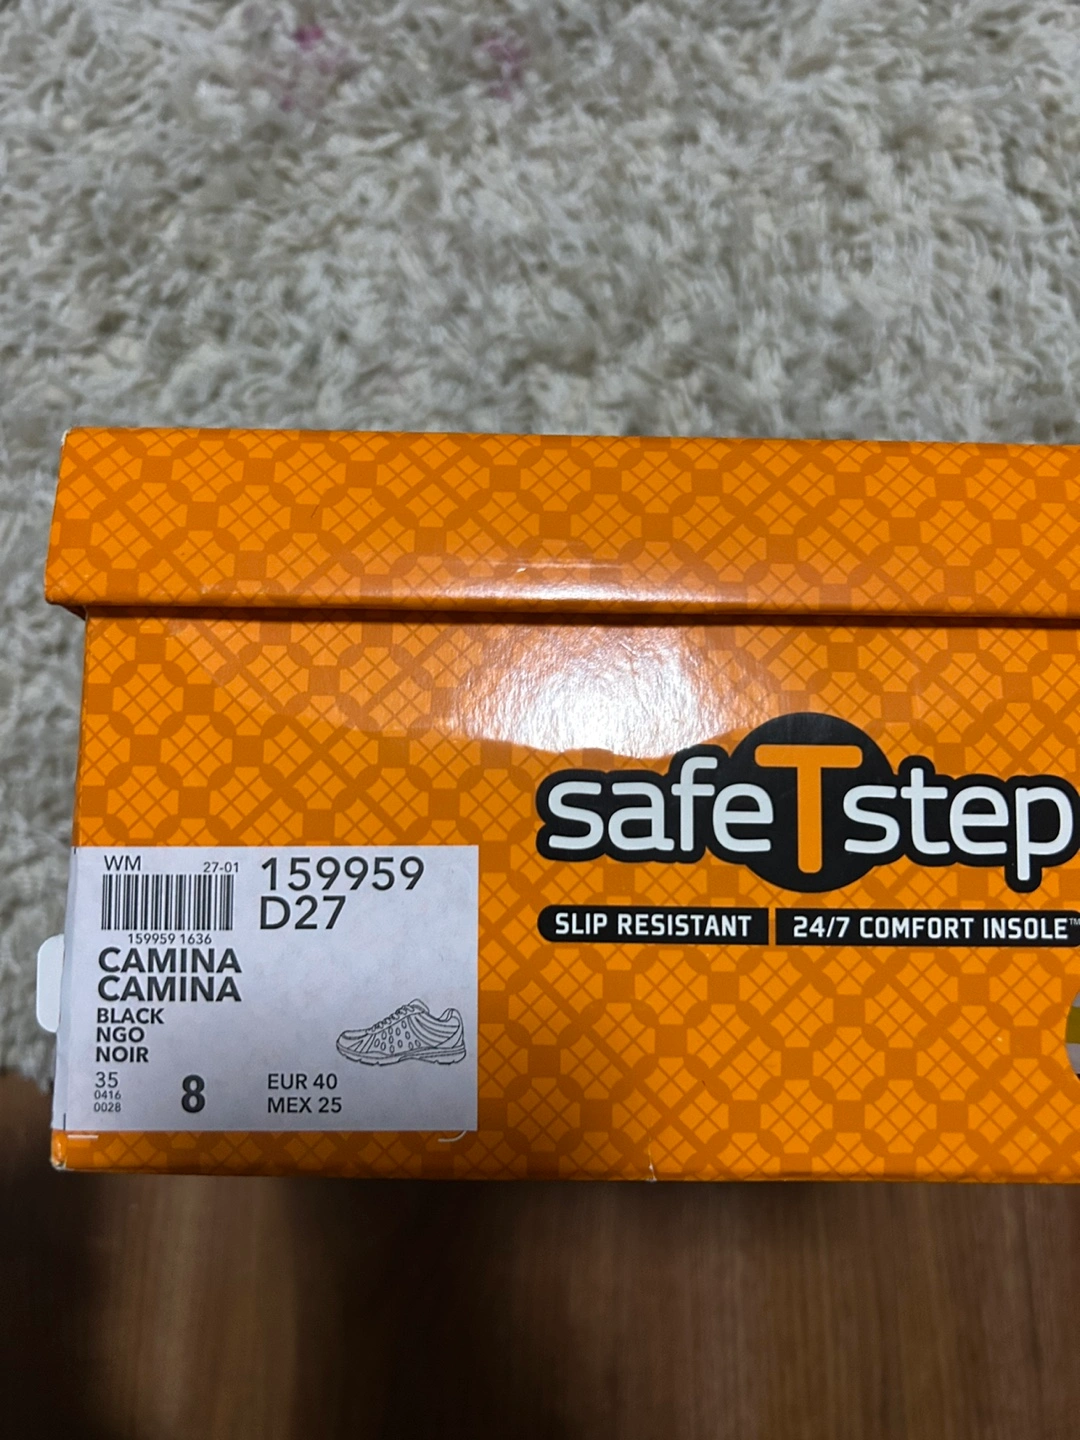 safeTstep
SLIP RESISTANT 24/7 COMFORT INSOLE™
WM 27-01 159959
D27
159959 1636
CAMINA
CAMINA
BLACK
NGO
NOIR
35
0416
0028
8
EUR 40
MEX 25